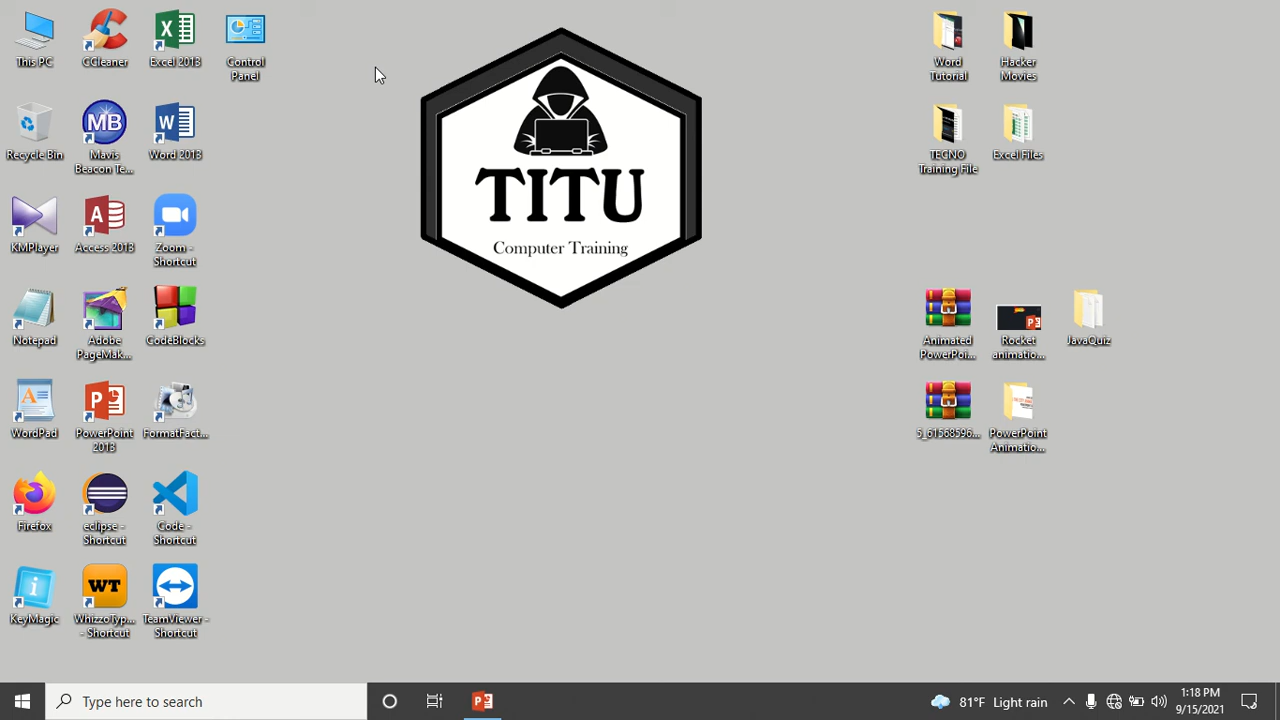 This PC
CCleaner
Excel 2013
Control
Panel
Recycle Bin
MB
Mavis
Beacon Te...
Word 2013
KMPlayer
Access 2013
Zoom -
Shortcut
Notepad
Adobe
PageMak...
CodeBlocks
WordPad
PowerPoint
2013
FormatFact...
Firefox
eclipse -
Shortcut
Code -
Shortcut
KeyMagic
WT
WhizzoTyp...
- Shortcut
TeamViewer -
Shortcut
TITU
Computer Training
Word
Tutorial
Hacker
Movies
TECNO
Training File
Excel Files
Animated
PowerPoi...
Rocket
animatio...
JavaQuiz
5_61568596...
PowerPoint
Animatio...
Type here to search
81°F Light rain
1:18 PM
9/15/2021